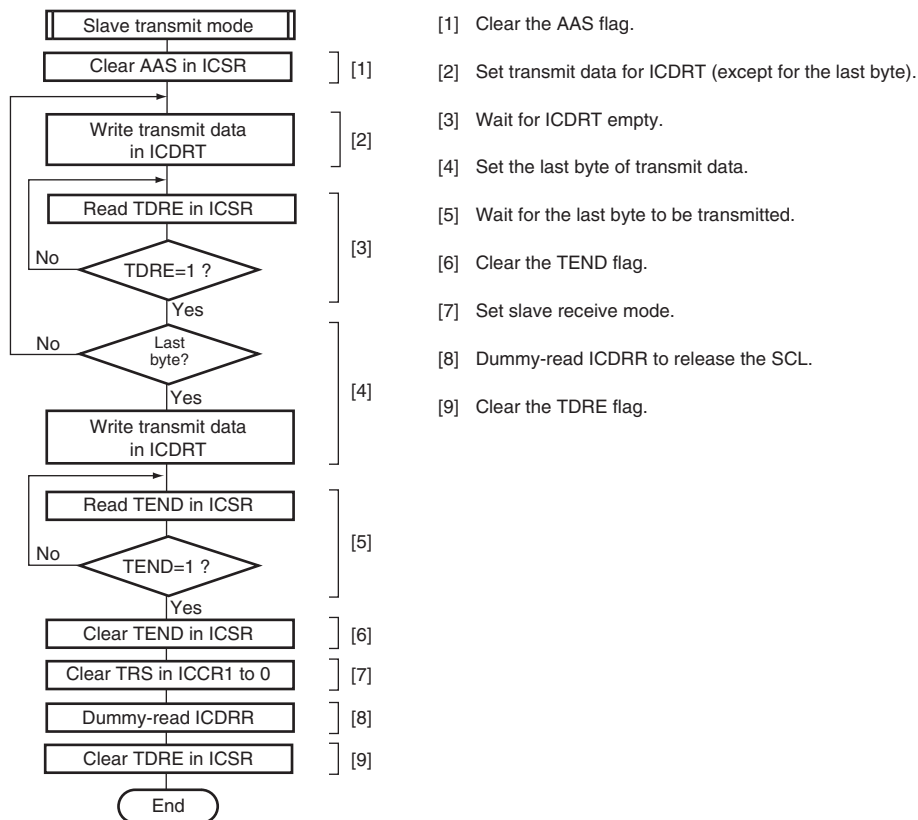 Slave transmit mode
Clear AAS in ICSR
[1]
Write transmit data
in ICDRT
[2]
Read TDRE in ICSR
[3]
No
TDRE=1 ?
Yes
No
Last
byte?
[4]
Yes
Write transmit data
in ICDRT
Read TEND in ICSR
[5]
No
TEND=1 ?
Yes
Clear TEND in ICSR
[6]
Clear TRS in ICCR1 to 0
[7]
Dummy-read ICDRR
[8]
Clear TDRE in ICSR
[9]
End
[1] Clear the AAS flag.
[2] Set transmit data for ICDRT (except for the last byte).
[3] Wait for ICDRT empty.
[4] Set the last byte of transmit data.
[5] Wait for the last byte to be transmitted.
[6] Clear the TEND flag.
[7] Set slave receive mode.
[8] Dummy-read ICDRR to release the SCL.
[9] Clear the TDRE flag.